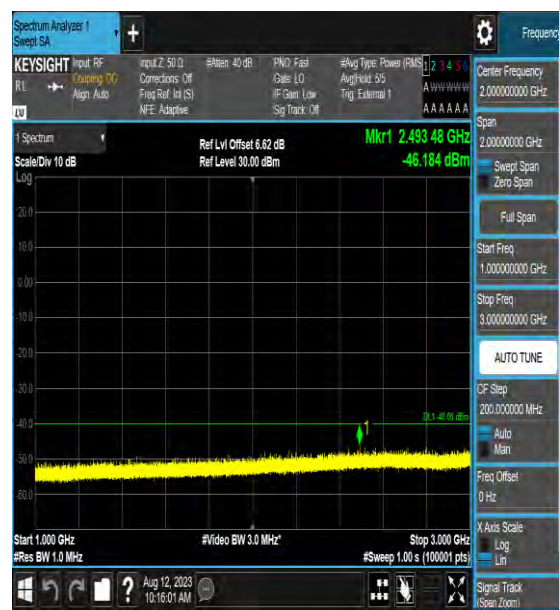 Spectrum Analyzer 1
Swept SA
Frequency
KEYSIGHT
RL
Input: RF
Coupling: DC
Align: Auto
Input Z: 50 Ω
Corrections: Off
Freq Ref: Int (S)
NFE: Adaptive
#Atten: 40 dB
PNO: Fast
Gate: LO
IF Gain: Low
Sig Track: Off
#Avg Type: Power (RMS
Avg|Hold: 5/5
Trig: External 1
1 2 3 4 5 6
A W W W W W
A A A A A A
LW
1 Spectrum
Scale/Div 10 dB
Log
Ref Lvl Offset 6.62 dB
Ref Level 30.00 dBm
Mkr1 2.493 48 GHz
-46.184 dBm
20.0
10.0
0.00
-10.0
-20.0
-30.0
-40.0
-50.0
-60.0
DL1 -40.00 dBm
1
Start 1.000 GHz
#Res BW 1.0 MHz
#Video BW 3.0 MHz*
Stop 3.000 GHz
#Sweep 1.00 s (100001 pts)
Center Frequency
2.000000000 GHz
Span
2.00000000 GHz
Swept Span
Zero Span
Full Span
Start Freq
1.000000000 GHz
Stop Freq
3.000000000 GHz
AUTO TUNE
CF Step
200.000000 MHz
Auto
Man
Freq Offset
0 Hz
X Axis Scale
Log
Lin
Signal Track
(Span Zoom)
?
Aug 12, 2023
10:16:01 AM